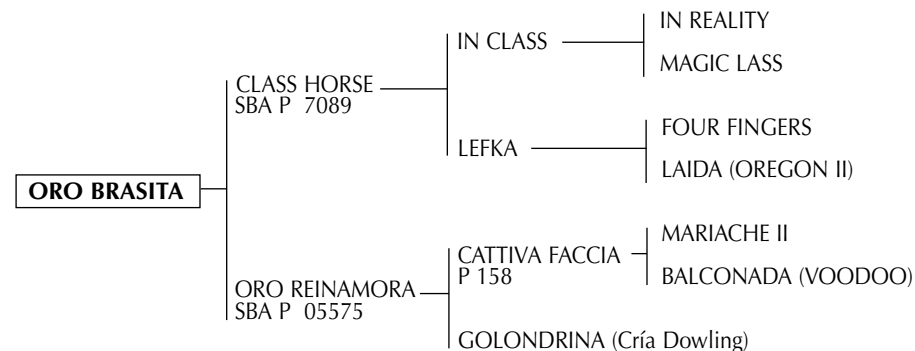 IN REALITY
IN CLASS
MAGIC LASS
CLASS HORSE
SBA P 7089
FOUR FINGERS
LEFKA
LAIDA (OREGON II)
ORO BRASITA
MARIACHE II
CATTIVA FACCIA
P 158
BALCONADA (VOODOO)
ORO REINAMORA
SBA P 05575
GOLONDRINA (Cría Dowling)